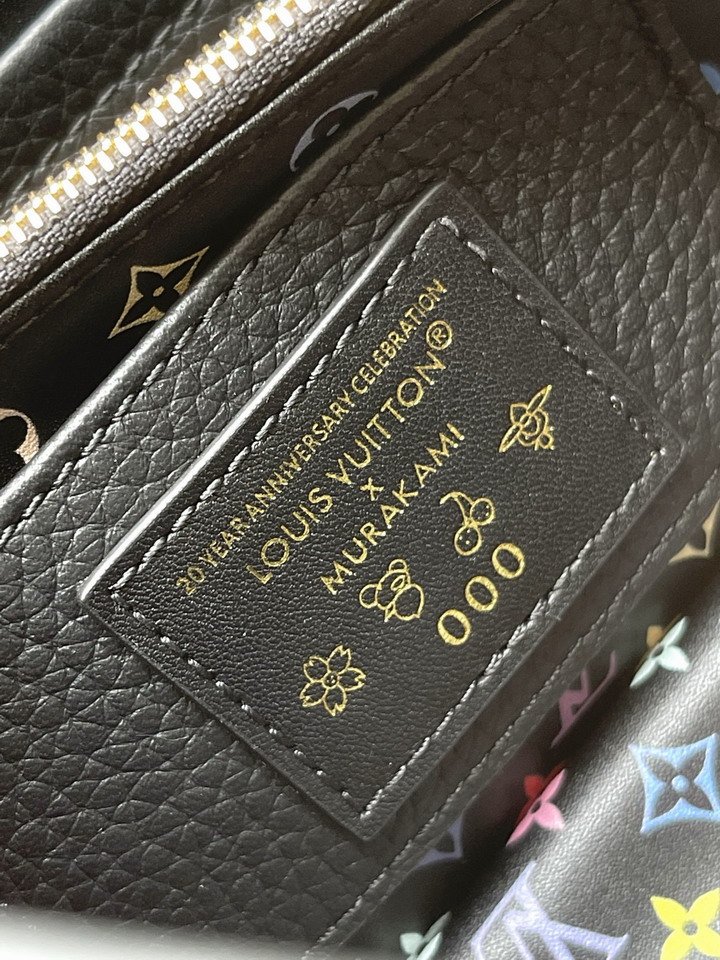 20 YEAR ANNIVERSARY CELEBRATION
LOUIS VUITTON®
X
MURAKAMI
000